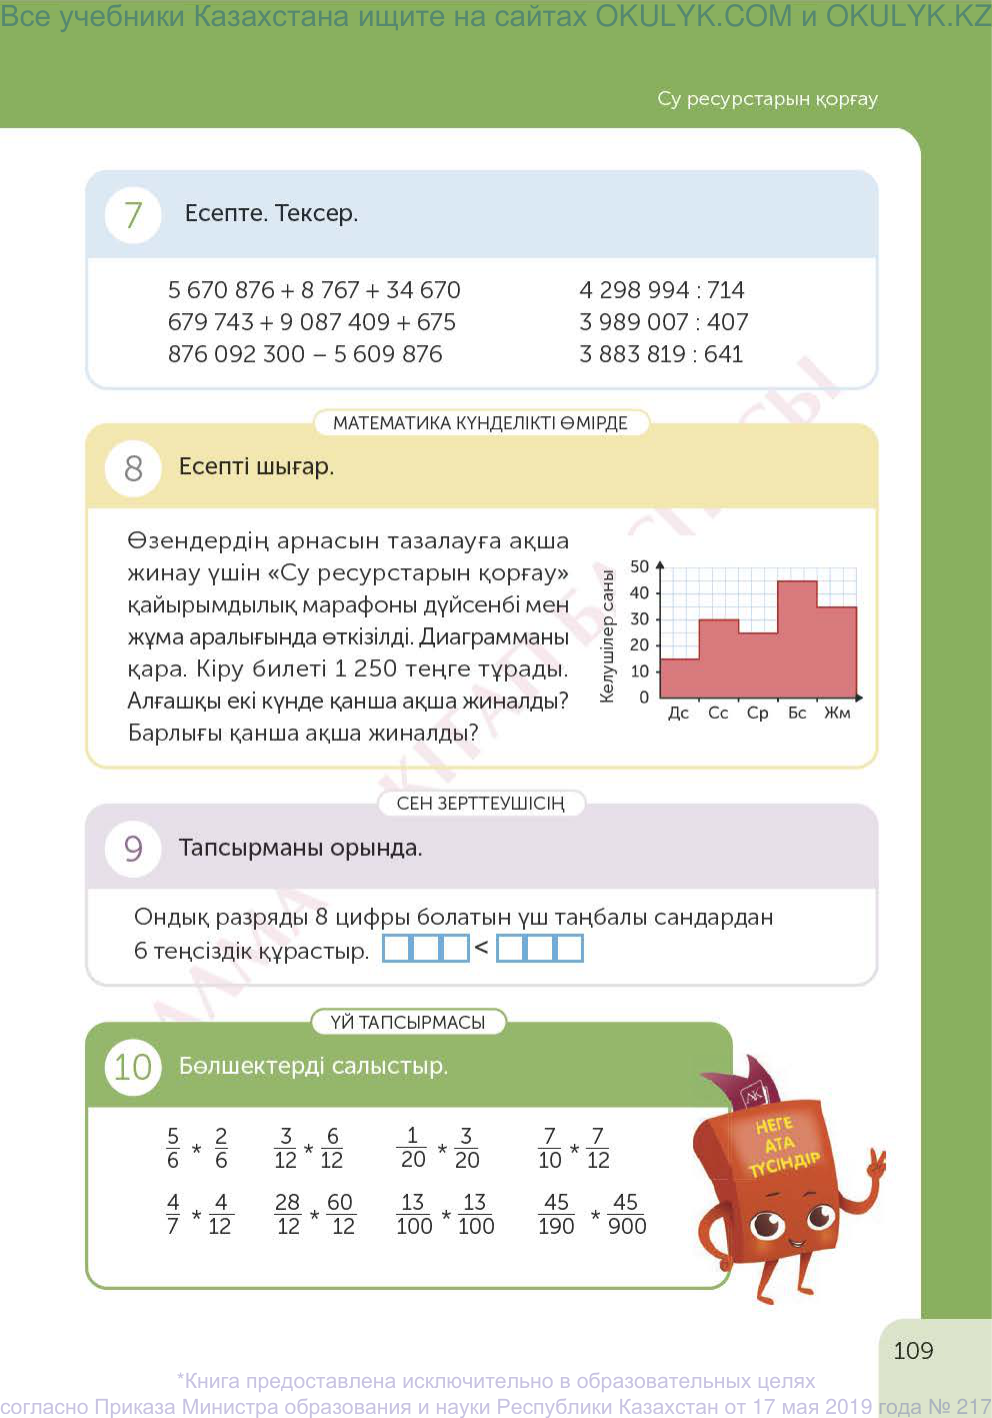 Все учебники Казахстана ищите на сайтах OKULYK.COM и OKULYK.KZ
Су ресурстарын қорғау
7 Есепте. Тексер.
5 670 876 + 8 767 + 34 670
679 743 + 9 087 409 + 675
876 092 300 – 5 609 876
4 298 994 : 714
3 989 007 : 407
3 883 819 : 641
МАТЕМАТИКА КҮНДЕЛІКТІ ӨМІРДЕ
8 Есепті шығар.
Өзендердің арнасын тазалауға ақша
жинау үшін «Су ресурстарын қорғау»
қайырымдылық марафоны дүйсенбі мен
жұма аралығында өткізілді. Диаграмманы
қара. Кіру билеті 1 250 теңге тұрады.
Алғашқы екі күнде қанша ақша жиналды?
Барлығы қанша ақша жиналды?
Келушілер саны
50
40
30
20
10
0
Дс Сс Ср Бс Жм
СЕН ЗЕРТТЕУШІСІҢ
9 Тапсырманы орында.
Ондық разряды 8 цифры болатын үш таңбалы сандардан
6 теңсіздік құрастыр. <
ҮЙ ТАПСЫРМАСЫ
10 Бөлшектерді салыстыр.
5/6 * 2/6 3/12 * 6/12 1/20 * 3/20 7/10 * 7/12
4/7 * 4/12 28/12 * 60/12 13/100 * 13/100 45/190 * 45/900
АК
НЕГЕ
АТА
ТҮСІНДІР
АЛМАТЫКІТАП БАСПАСЫ
109
*Книга предоставлена исключительно в образовательных целях
согласно Приказа Министра образования и науки Республики Казахстан от 17 мая 2019 года № 217